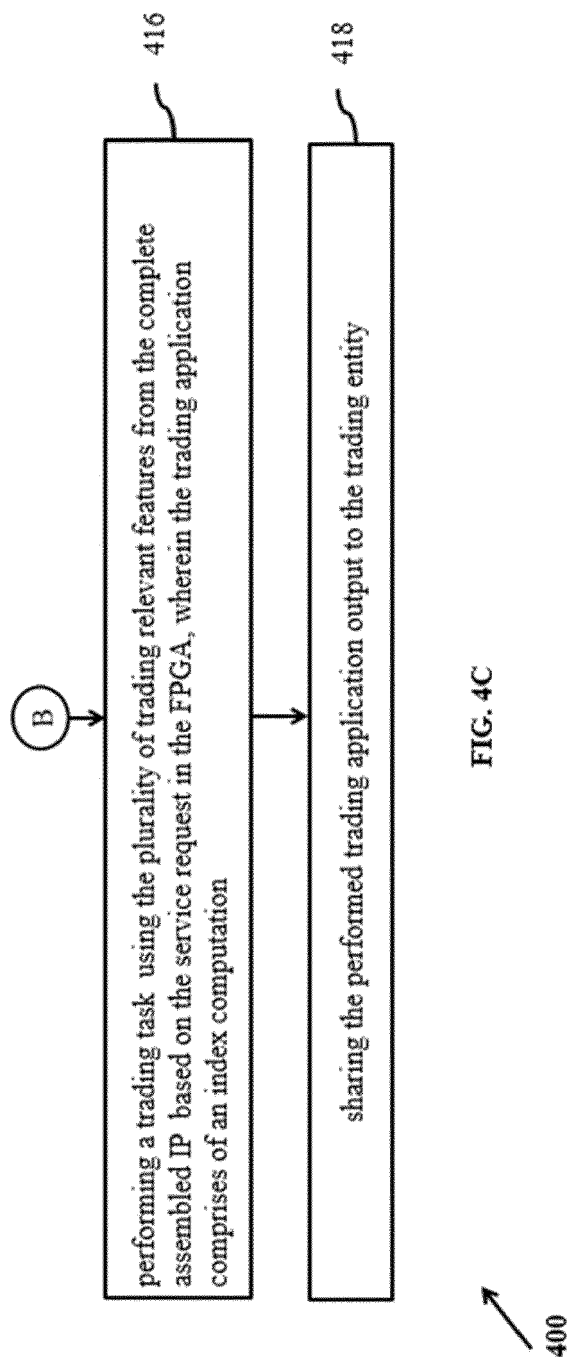 B
performing a trading task using the plurality of trading relevant features from the complete
assembled IP based on the service request in the FPGA, wherein the trading application
comprises of an index computation
416
sharing the performed trading application output to the trading entity
418
FIG. 4C
400